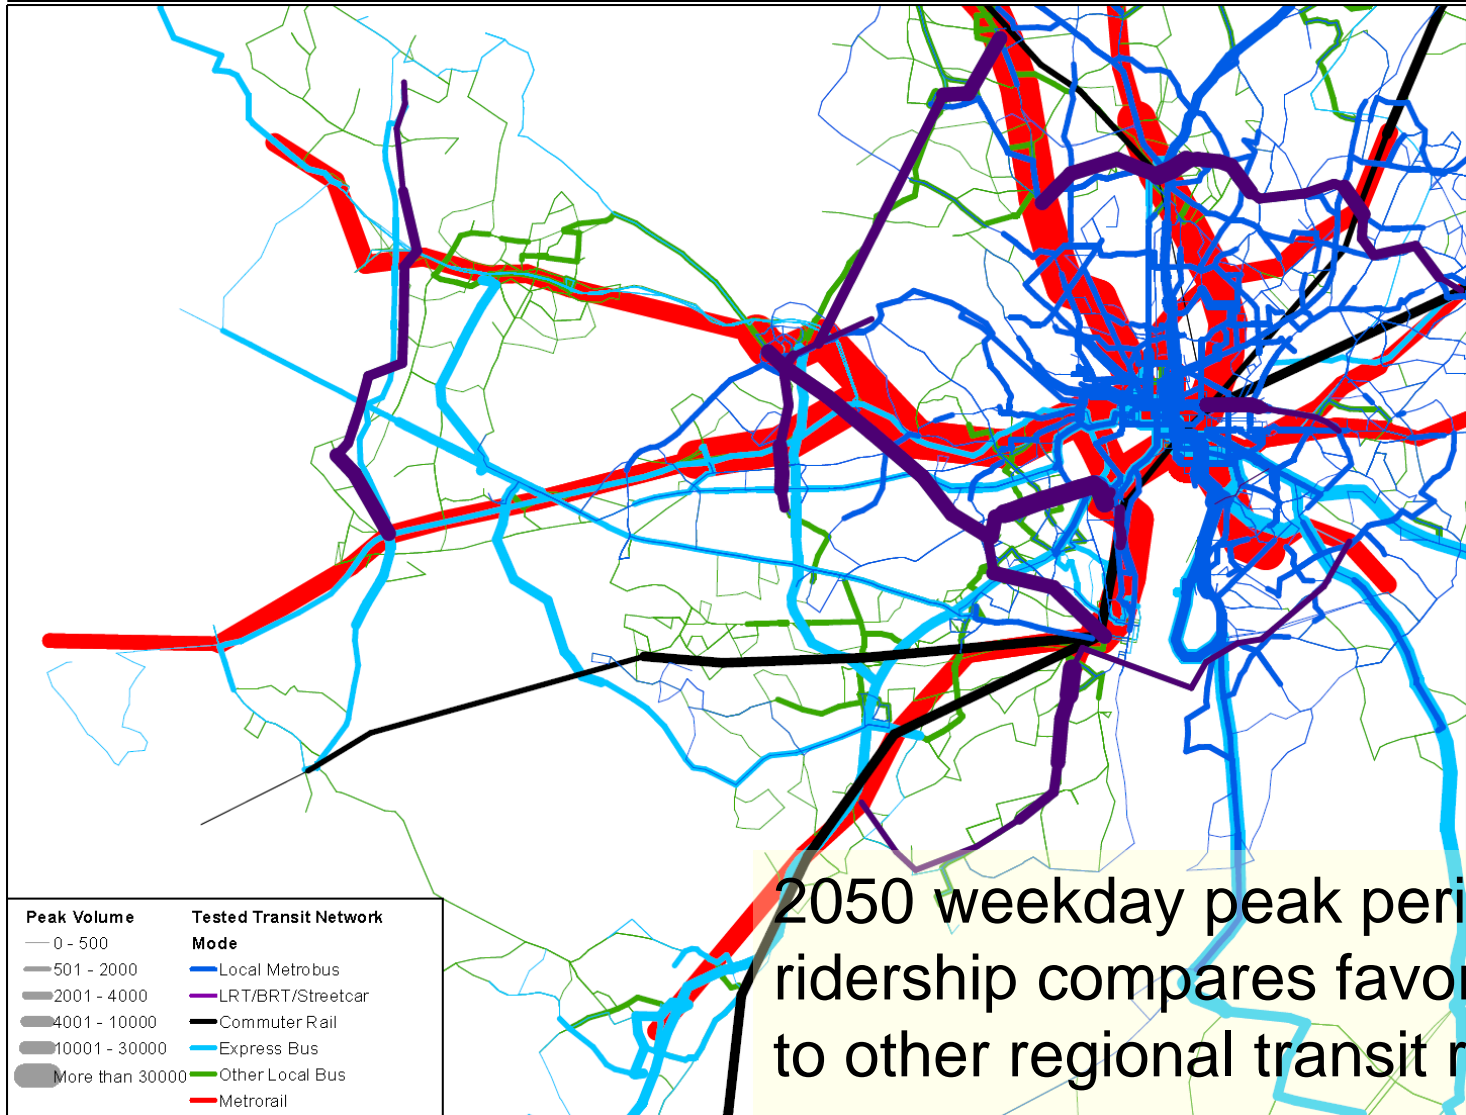 2050 weekday peak peri
ridership compares favor
to other regional transit r
Peak Volume
0 - 500
501 - 2000
2001 - 4000
4001 - 10000
10001 - 30000
More than 30000
Tested Transit Network
Mode
Local Metrobus
LRT/BRT/Streetcar
Commuter Rail
Express Bus
Other Local Bus
Metrorail